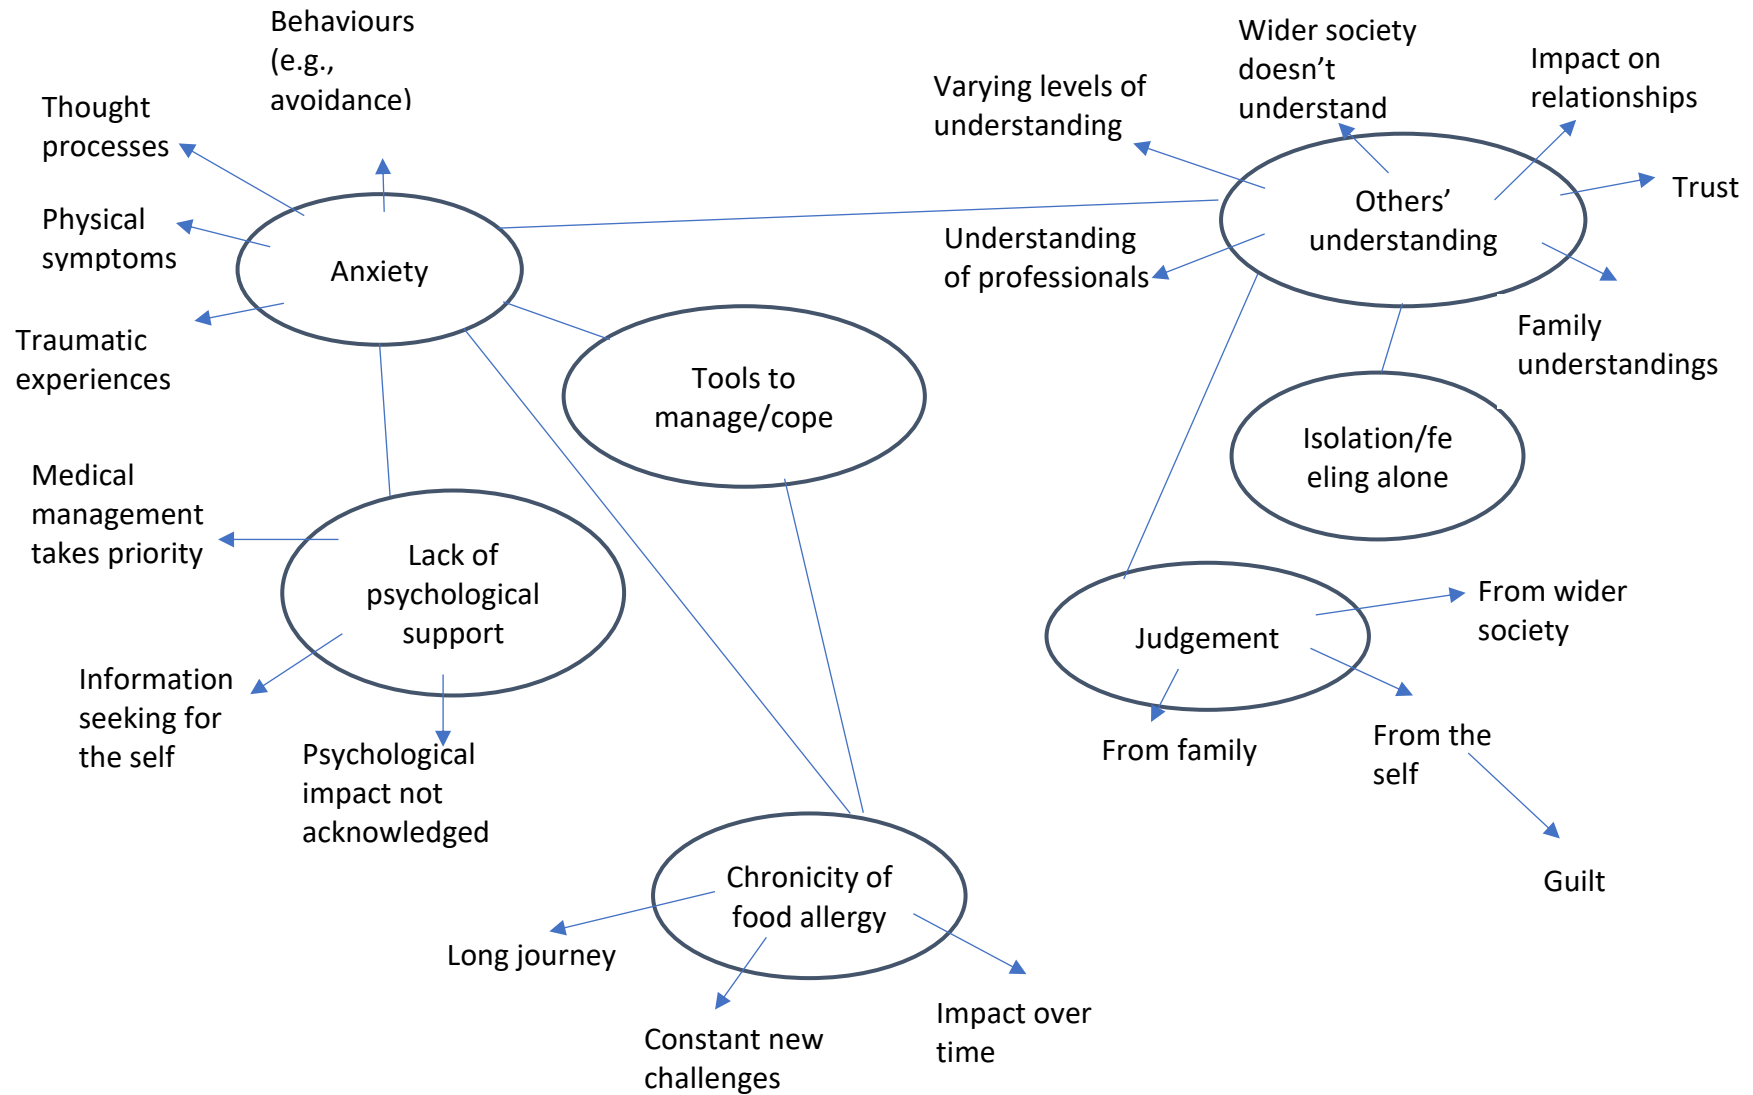 Behaviours
(e.g.,
avoidance)
Thought
processes
Physical
symptoms
Anxiety
Traumatic
experiences
Varying levels of
understanding
Wider society
doesn’t
understand
Impact on
relationships
Trust
Others’
understanding
Understanding
of professionals
Family
understandings
Tools to
manage/cope
Isolation/fe
eling alone
Medical
management
takes priority
Lack of
psychological
support
Information
seeking for
the self
Psychological
impact not
acknowledged
Judgement
From wider
society
From family
From the
self
Guilt
Chronicity of
food allergy
Long journey
Constant new
challenges
Impact over
time